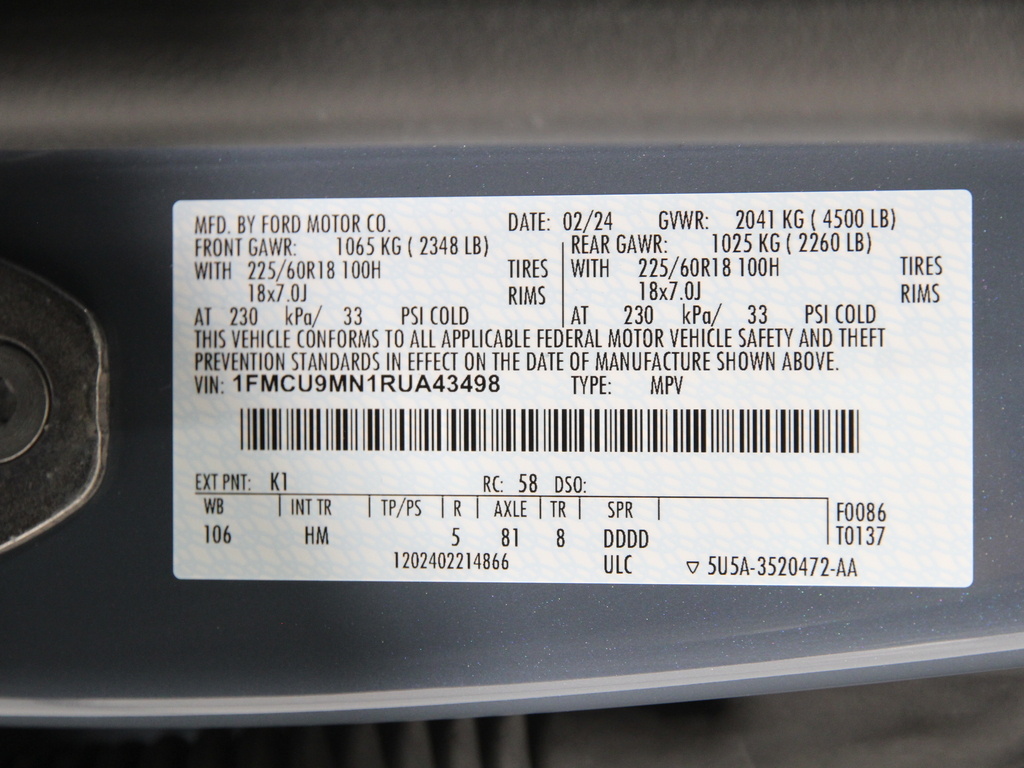 MFD. BY FORD MOTOR CO. DATE: 02/24 GVWR: 2041 KG ( 4500 LB)
FRONT GAWR: 1065 KG ( 2348 LB) REAR GAWR: 1025 KG ( 2260 LB)
WITH 225/60R18 100H TIRES WITH 225/60R18 100H TIRES
18x7.0J RIMS 18x7.0J RIMS
AT 230 kPa/ 33 PSI COLD AT 230 kPa/ 33 PSI COLD
THIS VEHICLE CONFORMS TO ALL APPLICABLE FEDERAL MOTOR VEHICLE SAFETY AND THEFT
PREVENTION STANDARDS IN EFFECT ON THE DATE OF MANUFACTURE SHOWN ABOVE.
VIN: 1FMCU9MN1RUA43498 TYPE: MPV
EXT PNT: K1 RC: 58 DSO:
WB INT TR TP/PS R AXLE TR SPR F0086
106 HM 5 81 8 DDDD T0137
1202402214866 ULC ▽ 5U5A-3520472-AA